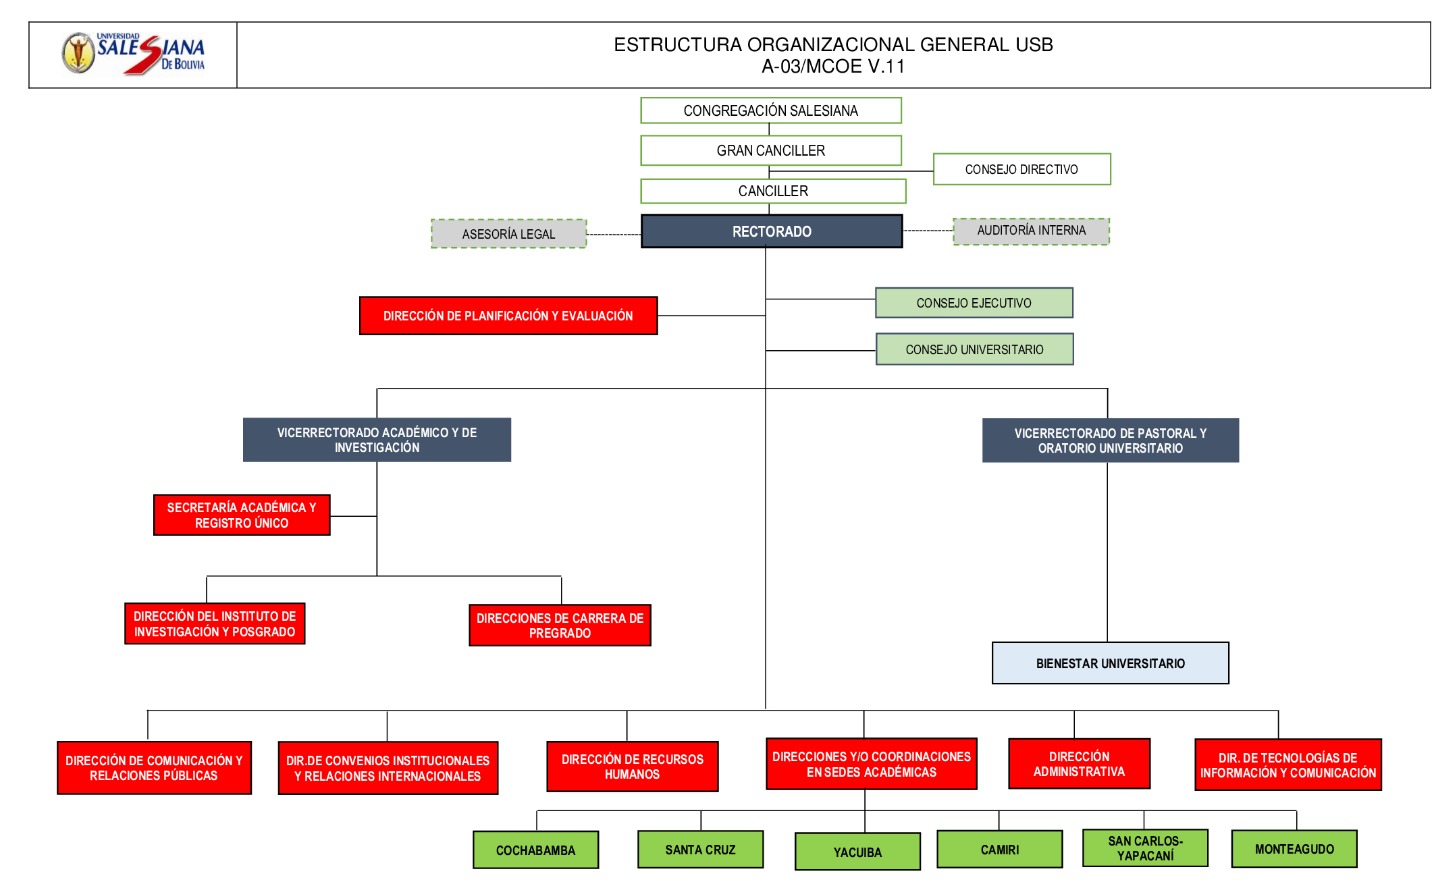 UNIVERSIDAD
SALESIANA
DE BOLIVIA
ESTRUCTURA ORGANIZACIONAL GENERAL USB
A-03/MCOE V.11
CONGREGACIÓN SALESIANA
GRAN CANCILLER
CONSEJO DIRECTIVO
CANCILLER
ASESORÍA LEGAL
RECTORADO
AUDITORÍA INTERNA
CONSEJO EJECUTIVO
DIRECCIÓN DE PLANIFICACIÓN Y EVALUACIÓN
CONSEJO UNIVERSITARIO
VICERRECTORADO ACADÉMICO Y DE
INVESTIGACIÓN
VICERRECTORADO DE PASTORAL Y
ORATORIO UNIVERSITARIO
SECRETARÍA ACADÉMICA Y
REGISTRO ÚNICO
DIRECCIÓN DEL INSTITUTO DE
INVESTIGACIÓN Y POSGRADO
DIRECCIONES DE CARRERA DE
PREGRADO
BIENESTAR UNIVERSITARIO
DIRECCIÓN DE COMUNICACIÓN Y
RELACIONES PÚBLICAS
DIR.DE CONVENIOS INSTITUCIONALES
Y RELACIONES INTERNACIONALES
DIRECCIÓN DE RECURSOS
HUMANOS
DIRECCIONES Y/O COORDINACIONES
EN SEDES ACADÉMICAS
DIRECCIÓN
ADMINISTRATIVA
DIR. DE TECNOLOGÍAS DE
INFORMACIÓN Y COMUNICACIÓN
COCHABAMBA
SANTA CRUZ
YACUIBA
CAMIRI
SAN CARLOS-
YAPACANÍ
MONTEAGUDO